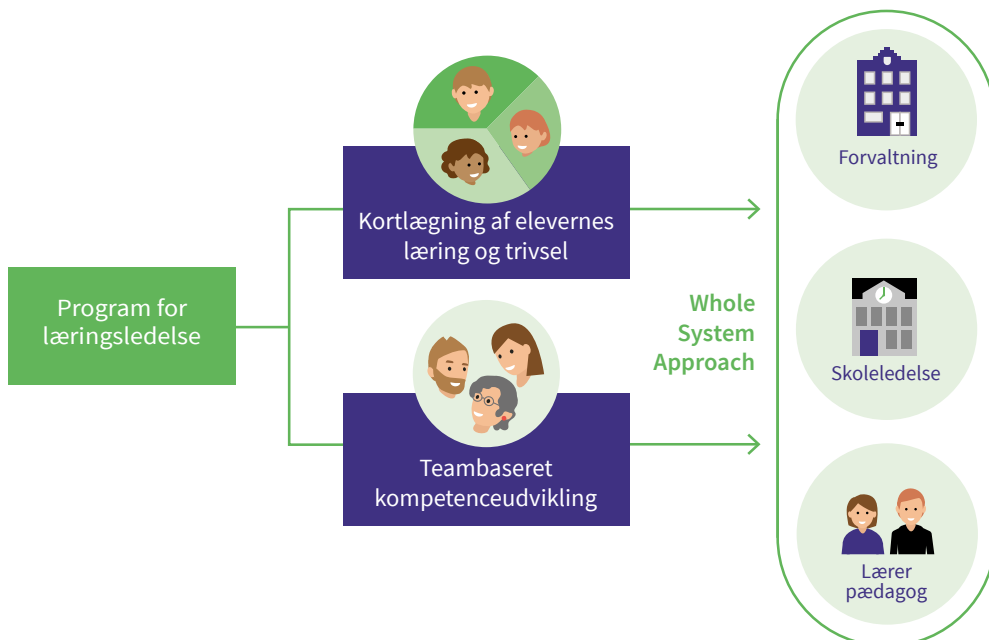 Program for
læringsledelse
Kortlægning af elevernes
læring og trivsel
Teambaseret
kompetenceudvikling
Whole
System
Approach
Forvaltning
Skoleledelse
Lærer
pædagog